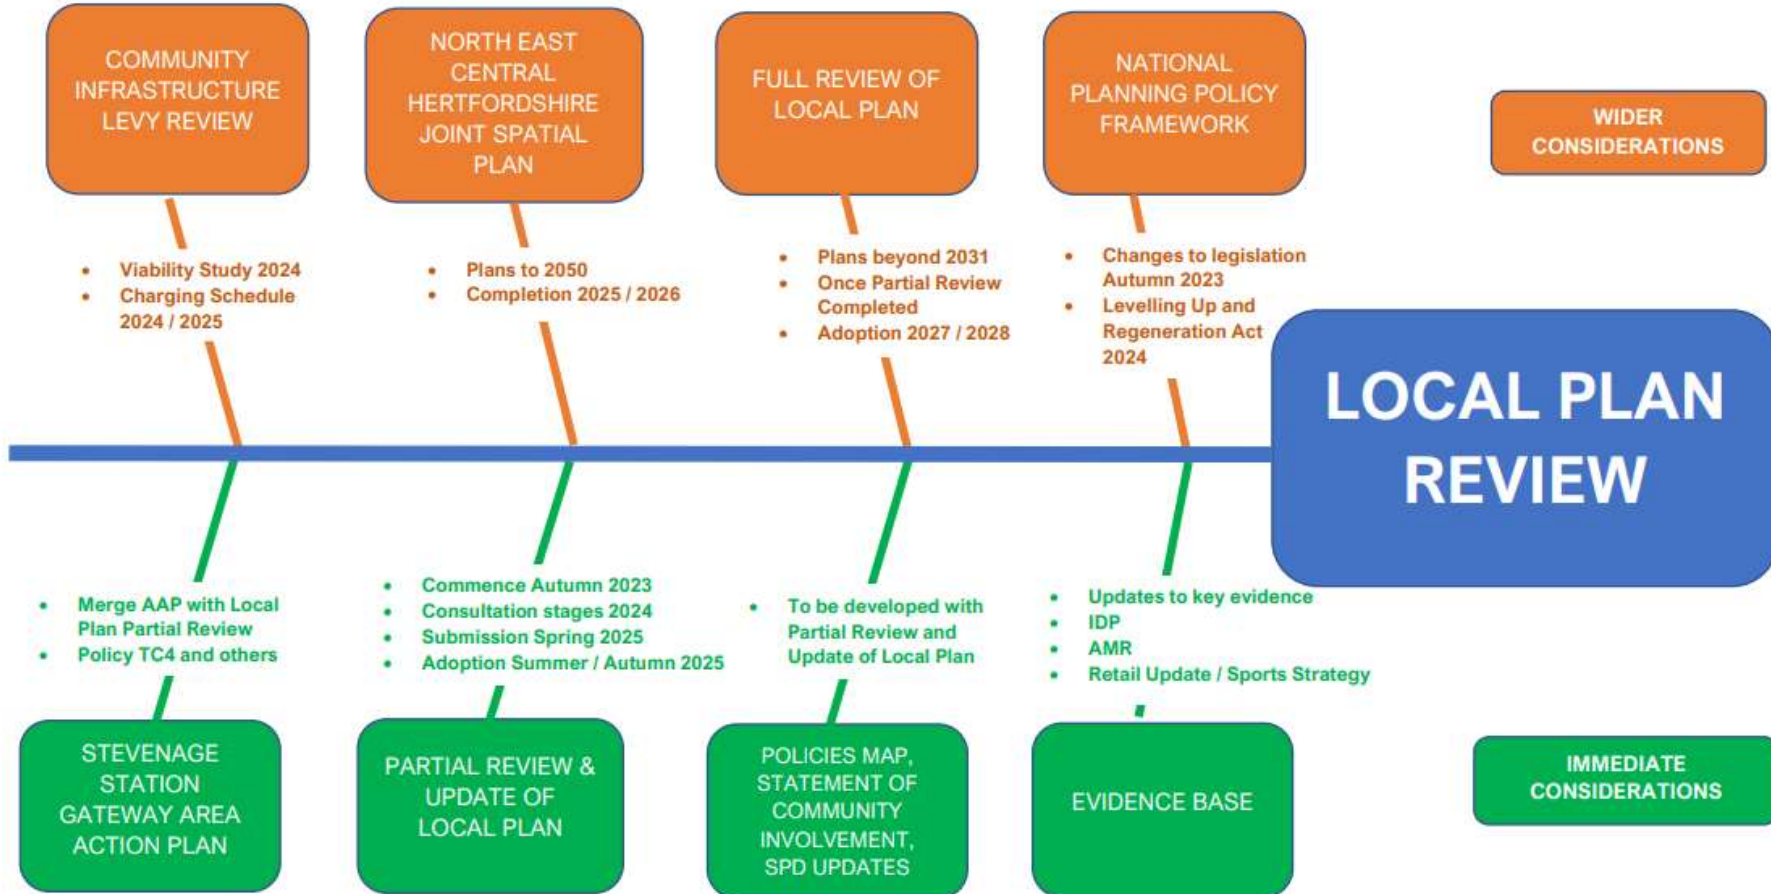 COMMUNITY
INFRASTRUCTURE
LEVY REVIEW
NORTH EAST
CENTRAL
HERTFORDSHIRE
JOINT SPATIAL
PLAN
FULL REVIEW OF
LOCAL PLAN
NATIONAL
PLANNING POLICY
FRAMEWORK
WIDER
CONSIDERATIONS
• Viability Study 2024
• Charging Schedule
2024 / 2025
• Plans to 2050
• Completion 2025 / 2026
• Plans beyond 2031
• Once Partial Review
Completed
• Adoption 2027 / 2028
• Changes to legislation
Autumn 2023
• Levelling Up and
Regeneration Act
2024
LOCAL PLAN
REVIEW
• Merge AAP with Local
Plan Partial Review
• Policy TC4 and others
• Commence Autumn 2023
• Consultation stages 2024
• Submission Spring 2025
• Adoption Summer / Autumn 2025
• To be developed with
Partial Review and
Update of Local Plan
• Updates to key evidence
• IDP
• AMR
• Retail Update / Sports Strategy
STEVENAGE
STATION
GATEWAY AREA
ACTION PLAN
PARTIAL REVIEW &
UPDATE OF
LOCAL PLAN
POLICIES MAP,
STATEMENT OF
COMMUNITY
INVOLVEMENT,
SPD UPDATES
EVIDENCE BASE
IMMEDIATE
CONSIDERATIONS